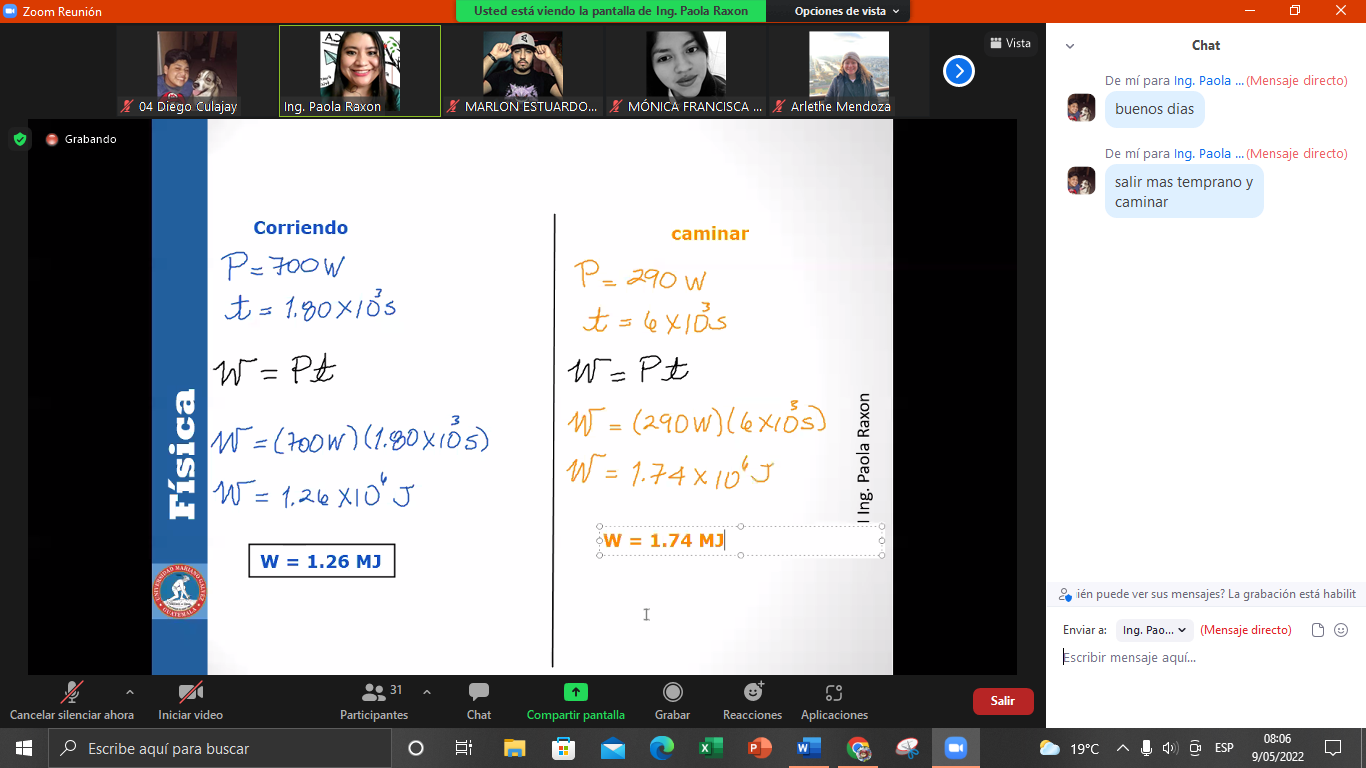 Zoom Reunión
Usted está viendo la pantalla de Ing. Paola Raxon
Opciones de vista
04 Diego Culajay
Ing. Paola Raxon
MARLON ESTUARDO...
MÓNICA FRANCISCA ...
Arlethe Mendoza
Vista
Grabando
Física
Corriendo
P = 700 W
t = 1.80 X 10³ s
W = Pt
W = (700 W)(1.80 X 10³ s)
W = 1.26 X 10⁶ J
W = 1.26 MJ
caminar
P = 290 W
t = 6 X 10³ s
W = Pt
W = (290 W)(6 X 10³ s)
W = 1.74 X 10⁶ J
W = 1.74 MJ
Ing. Paola Raxon
UNIVERSIDAD MARIANO GALVEZ
GUATEMALA
Chat
De mí para Ing. Paola ... (Mensaje directo)
buenos dias
De mí para Ing. Paola ... (Mensaje directo)
salir mas temprano y
caminar
ién puede ver sus mensajes? La grabación está habilit
Enviar a: Ing. Pao... (Mensaje directo)
Escribir mensaje aquí...
Cancelar silenciar ahora
Iniciar video
Participantes
31
Chat
Compartir pantalla
Grabar
Reacciones
Aplicaciones
Salir
Escribe aquí para buscar
19°C
ESP
08:06
9/05/2022